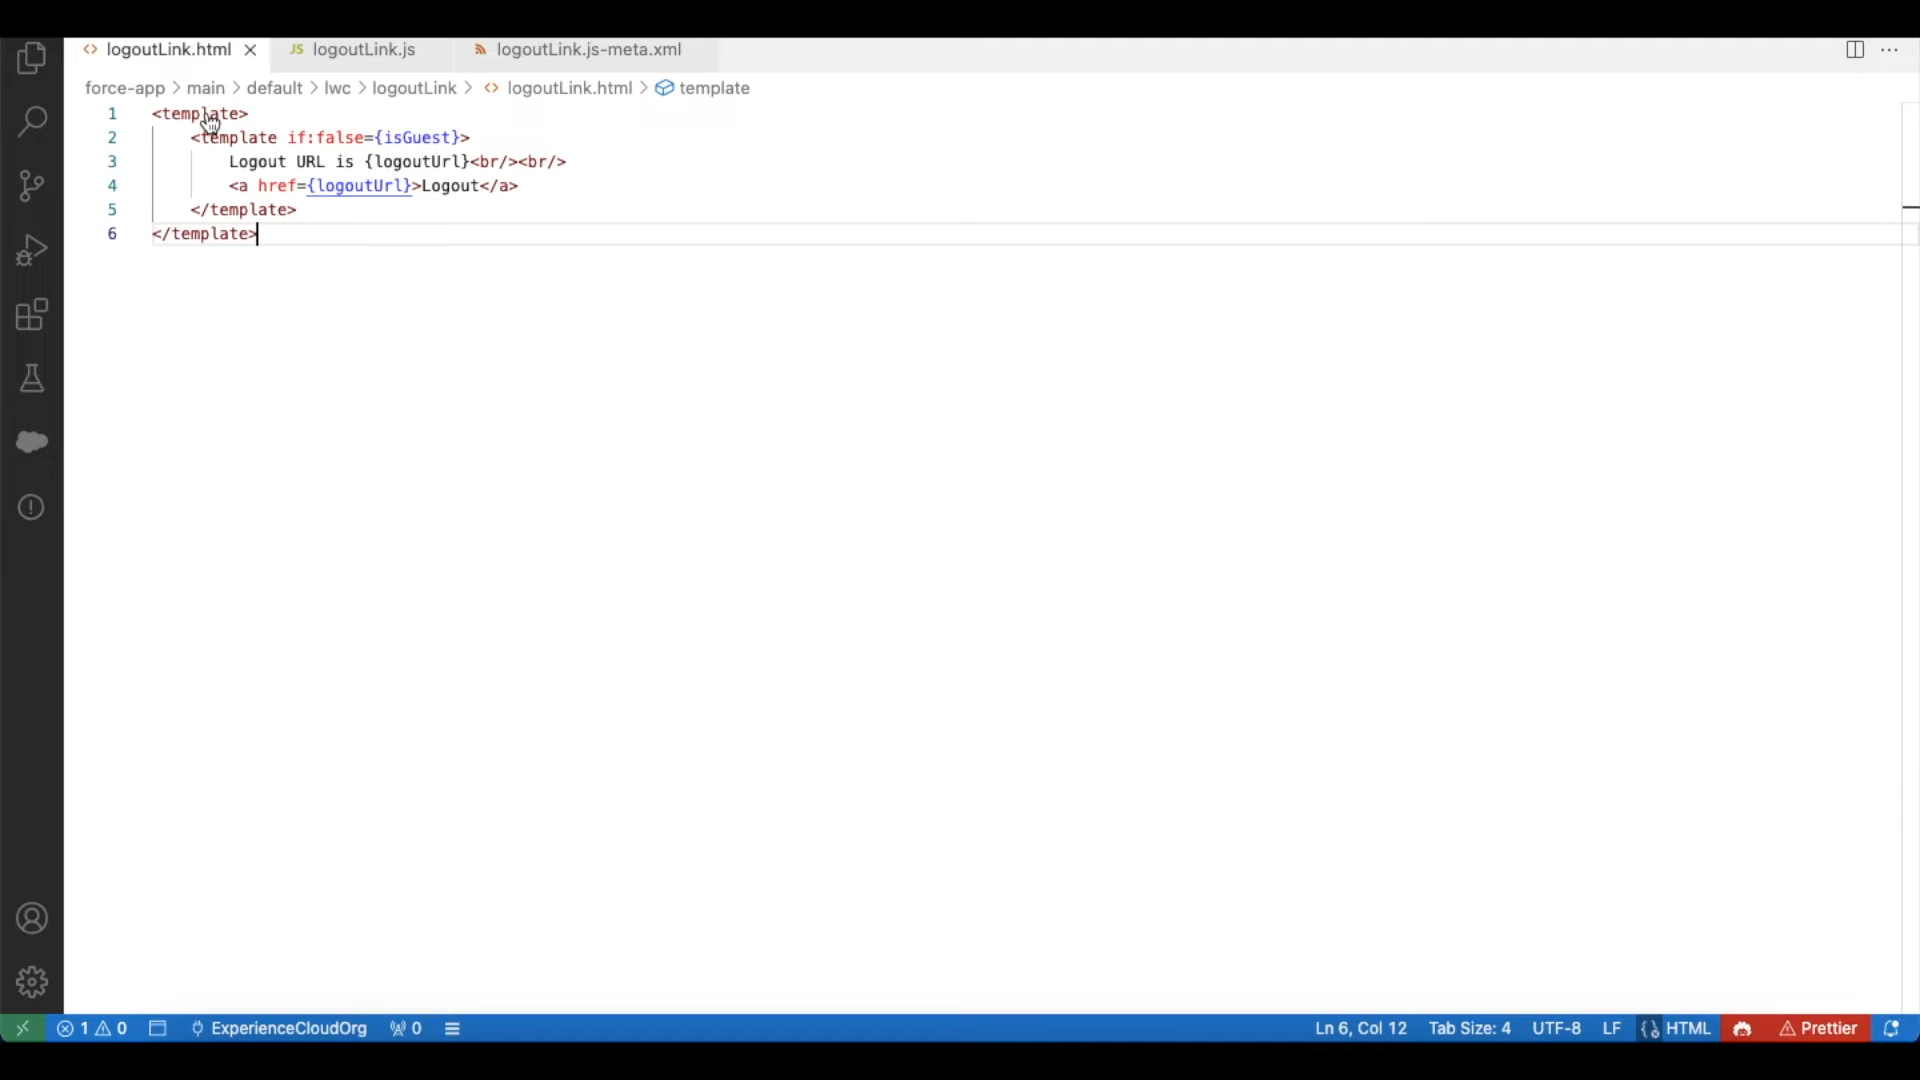 logoutLink.html
JS logoutLink.js
logoutLink.js-meta.xml
force-app > main > default > lwc > logoutLink > <> logoutLink.html > template
1 <template>
2 <template if:false={isGuest}>
3 Logout URL is {logoutUrl}<br/><br/>
4 <a href={logoutUrl}>Logout</a>
5 </template>
6 </template>
1 0 ExperienceCloudOrg 0 Ln 6, Col 12 Tab Size: 4 UTF-8 LF HTML Prettier